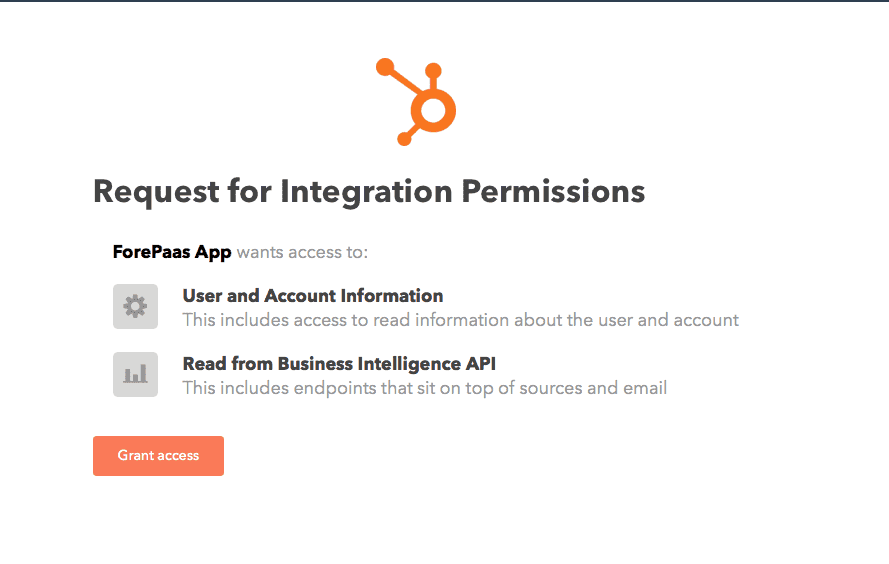 Request for Integration Permissions
ForePaas App wants access to:
User and Account Information
This includes access to read information about the user and account
Read from Business Intelligence API
This includes endpoints that sit on top of sources and email
Grant access